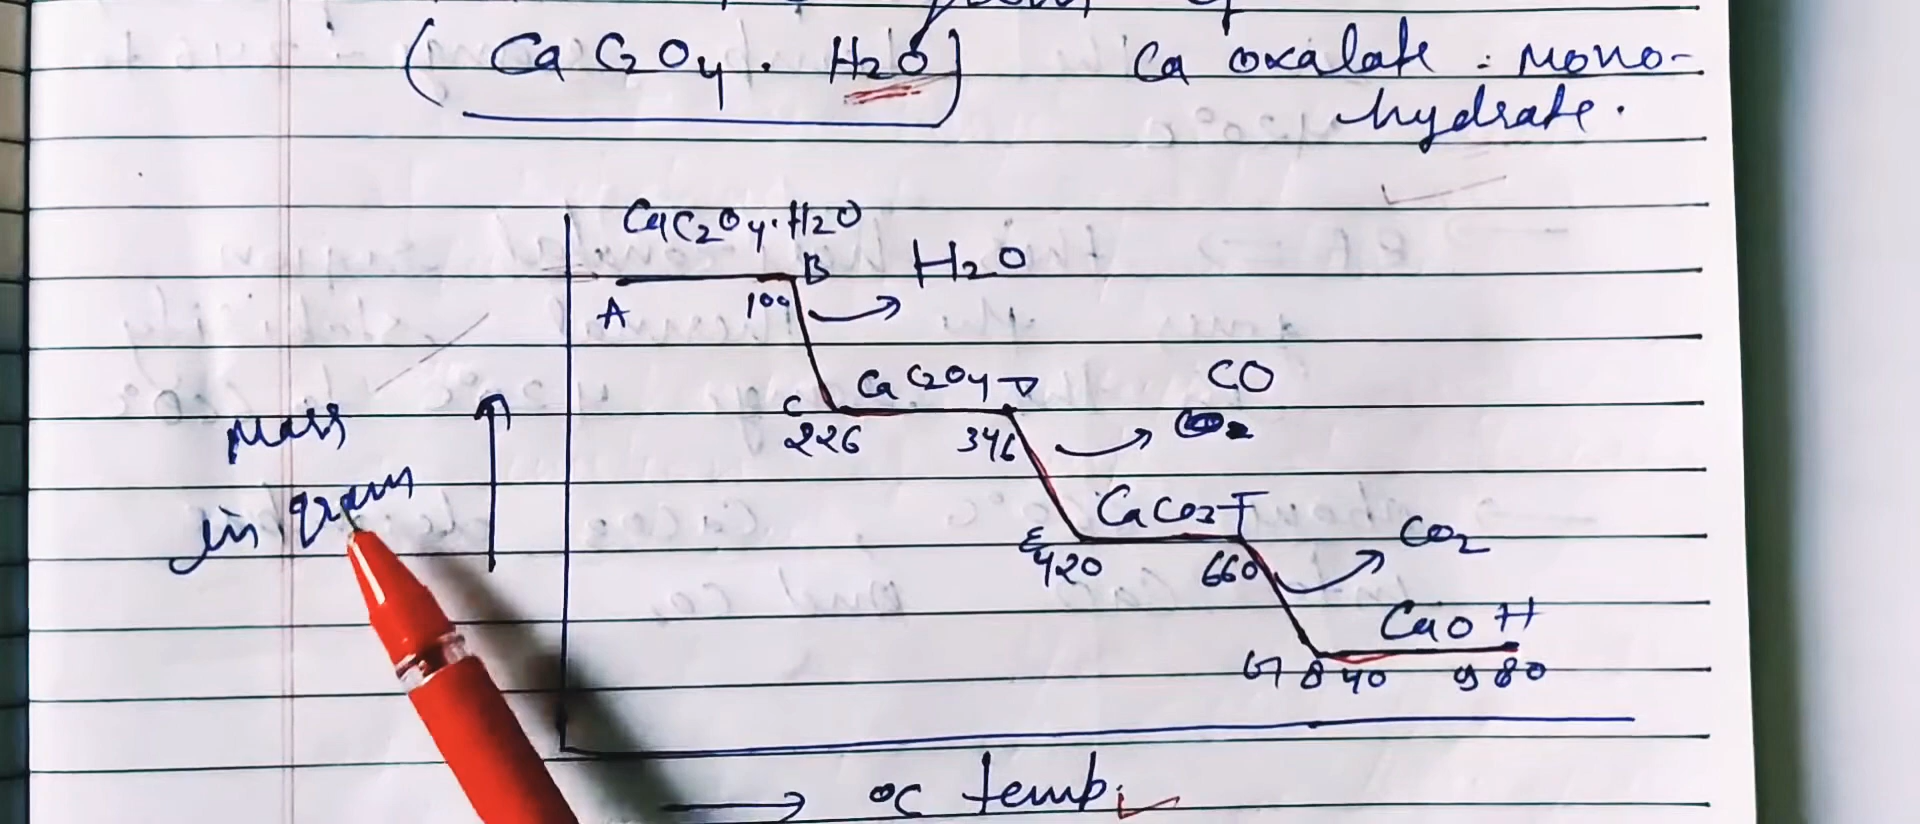 (CaC2O4. H2O) Ca oxalate : Mono-
hydrate.
CaC2O4.H2O
A 100 B H2O
C CaC2O4 D CO
226 346
Mass
in gram
E CaCO3 F CO2
420 660
CaO H
G 840 980
°C temp.